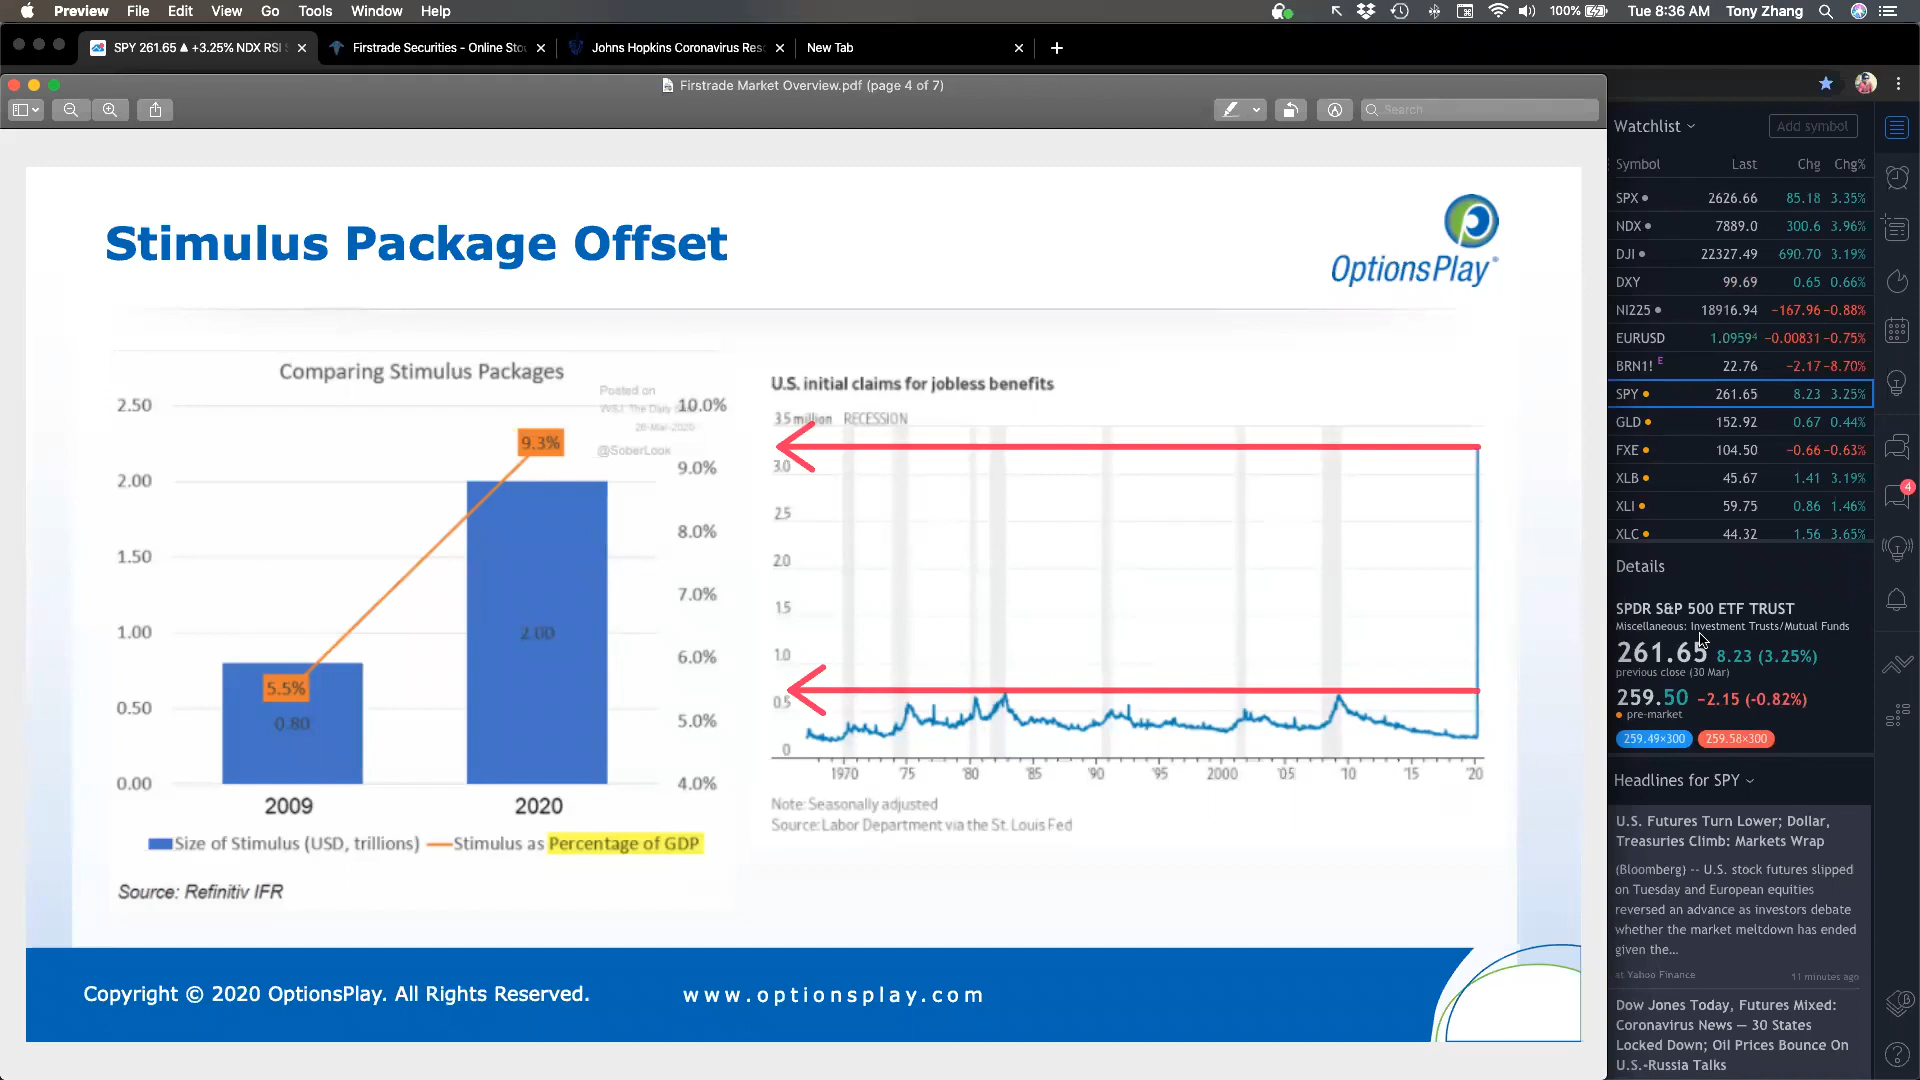 Preview File Edit View Go Tools Window Help
100% Tue 8:36 AM Tony Zhang
SPY 261.65 ▲ +3.25% NDX RSI
Firstrade Securities - Online Sto
Johns Hopkins Coronavirus Res
New Tab
Firstrade Market Overview.pdf (page 4 of 7)
Search
Stimulus Package Offset
OptionsPlay
Comparing Stimulus Packages
Posted on
WSJ: The Daily
26-Mar-2020
@SoberLook
2.50
2.00
1.50
1.00
0.50
0.00
10.0%
9.0%
8.0%
7.0%
6.0%
5.0%
4.0%
9.3%
2.00
5.5%
0.80
2009 2020
Size of Stimulus (USD, trillions) Stimulus as Percentage of GDP
Source: Refinitiv IFR
U.S. initial claims for jobless benefits
3.5 million RECESSION
3.0
2.5
2.0
1.5
1.0
0.5
0
1970 '75 '80 '85 '90 '95 2000 '05 '10 '15 '20
Note: Seasonally adjusted
Source: Labor Department via the St. Louis Fed
Copyright © 2020 OptionsPlay. All Rights Reserved.
www.optionsplay.com
Watchlist Add symbol
Symbol Last Chg Chg%
SPX 2626.66 85.18 3.35%
NDX 7889.0 300.6 3.96%
DJI 22327.49 690.70 3.19%
DXY 99.69 0.65 0.66%
NI225 18916.94 −167.96 −0.88%
EURUSD 1.09594 −0.00831 −0.75%
BRN1! E 22.76 −2.17 −8.70%
SPY 261.65 8.23 3.25%
GLD 152.92 0.67 0.44%
FXE 104.50 −0.66 −0.63%
XLB 45.67 1.41 3.19%
XLI 59.75 0.86 1.46%
XLC 44.32 1.56 3.65%
4
Details
SPDR S&P 500 ETF TRUST
Miscellaneous: Investment Trusts/Mutual Funds
261.65 8.23 (3.25%)
previous close (30 Mar)
259.50 −2.15 (−0.82%)
pre-market
259.49×300 259.58×300
Headlines for SPY
U.S. Futures Turn Lower; Dollar,
Treasuries Climb: Markets Wrap
(Bloomberg) -- U.S. stock futures slipped
on Tuesday and European equities
reversed an advance as investors debate
whether the market meltdown has ended
given the...
at Yahoo Finance 11 minutes ago
Dow Jones Today, Futures Mixed:
Coronavirus News — 30 States
Locked Down; Oil Prices Bounce On
U.S.-Russia Talks